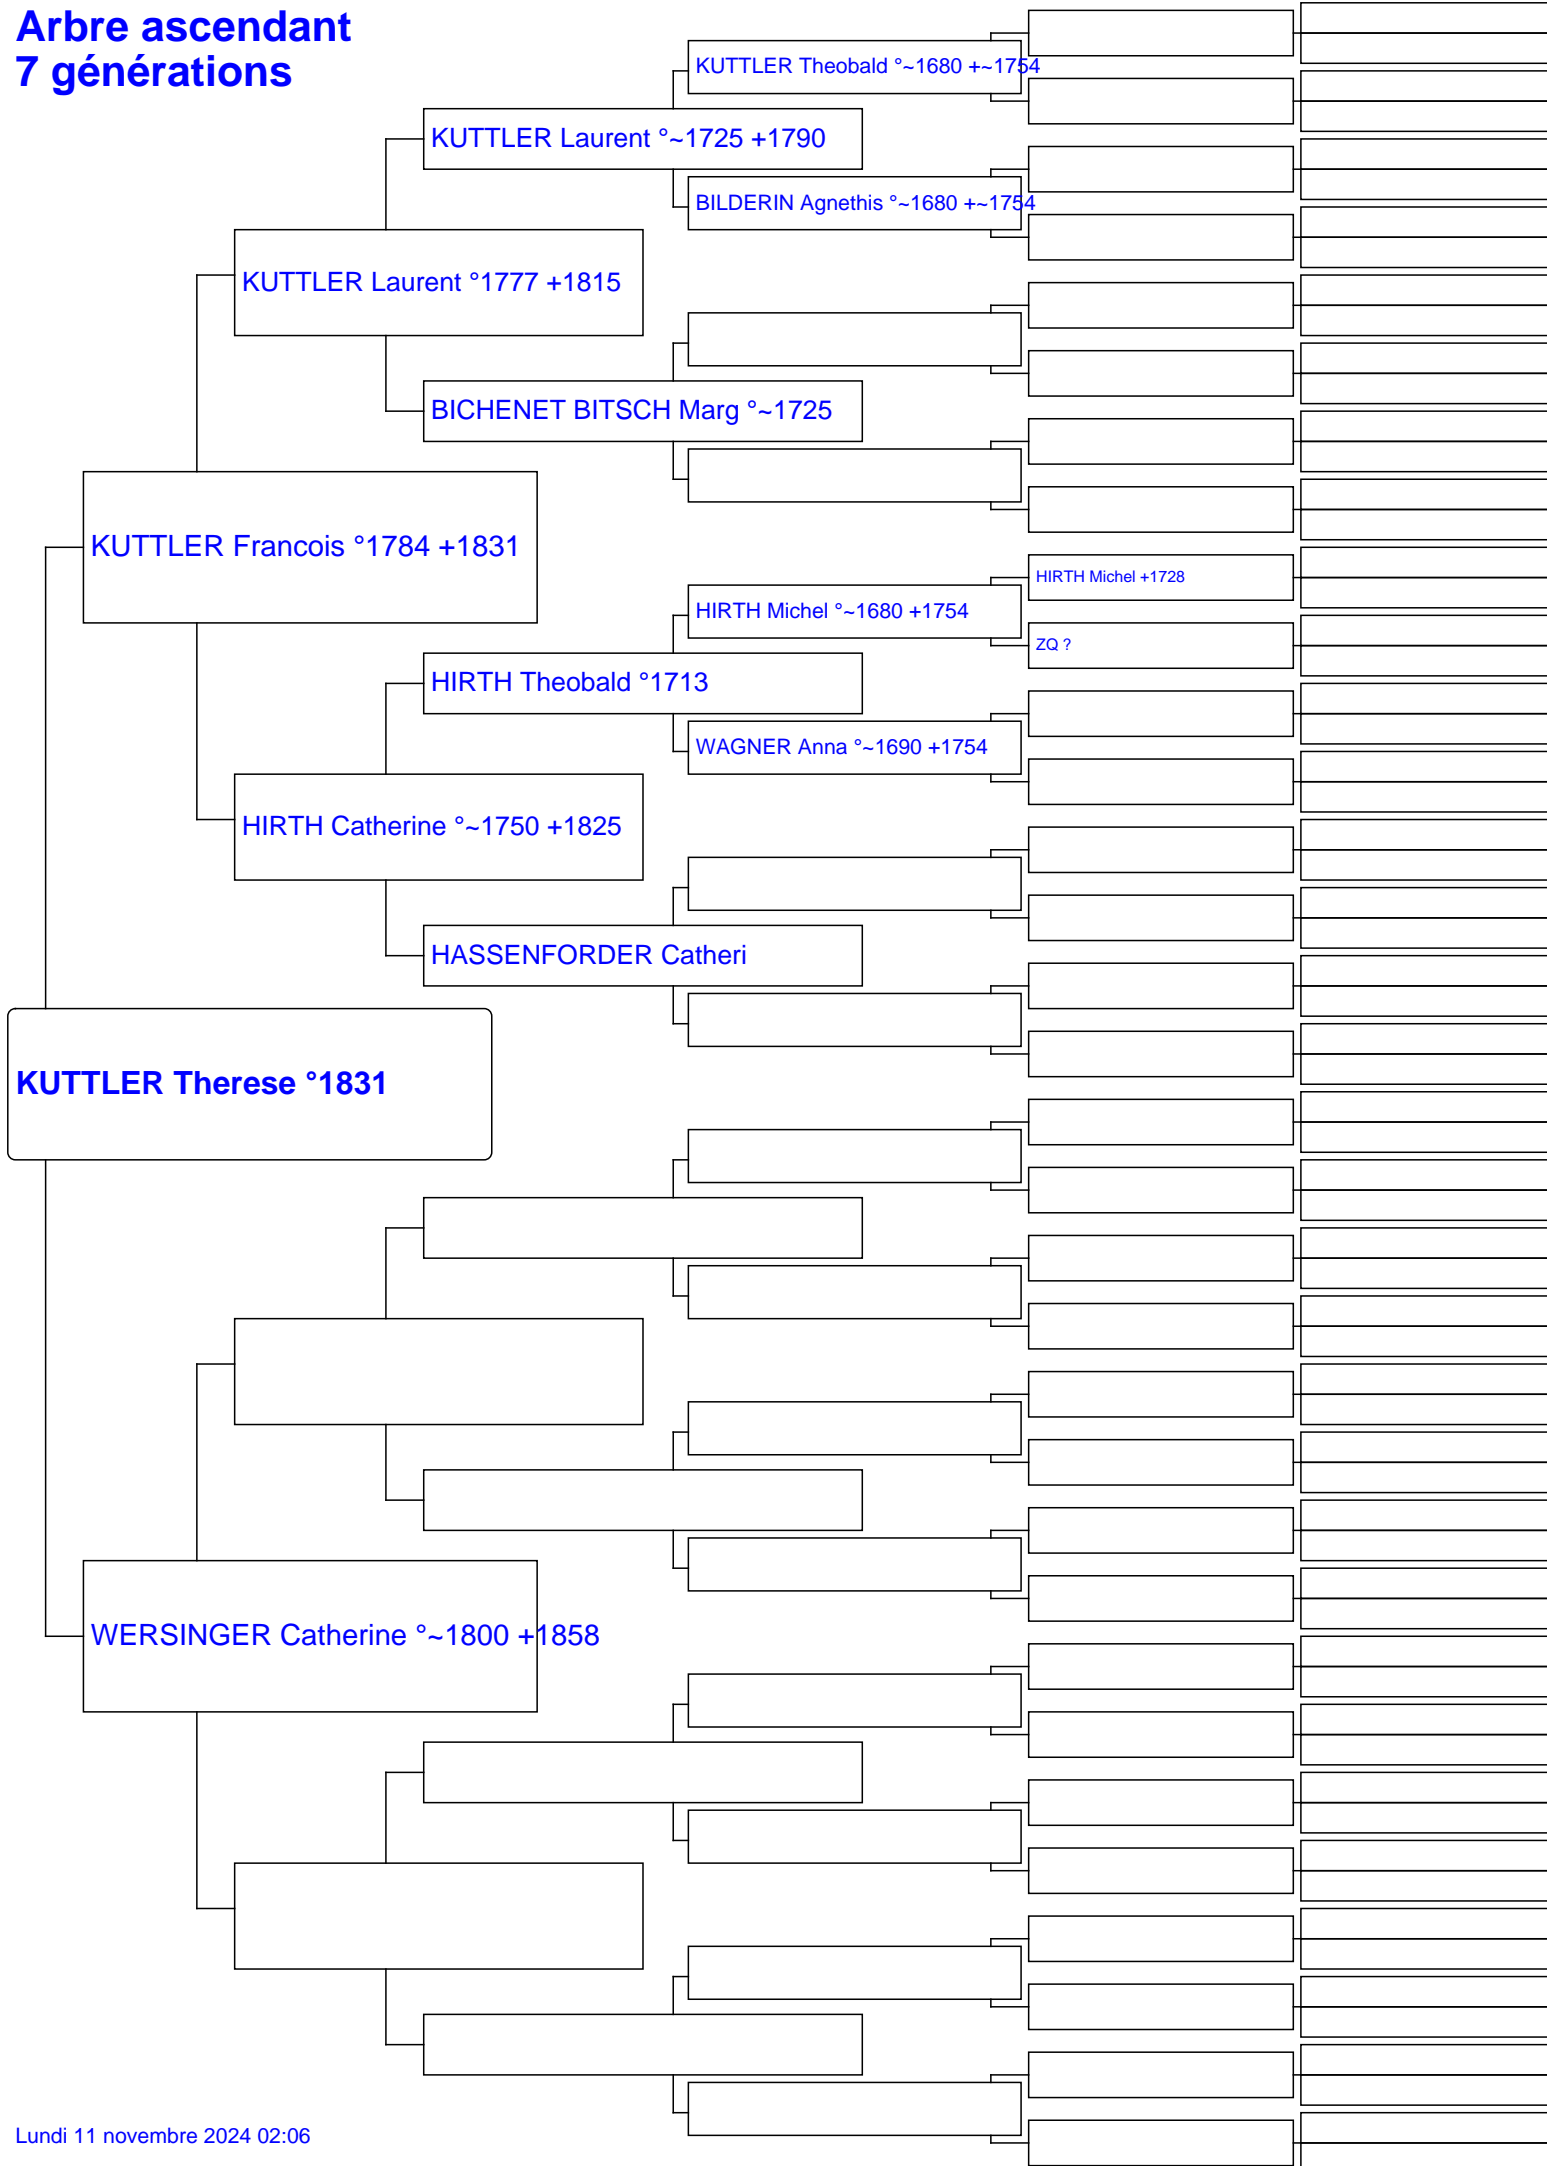 Arbre ascendant
7 générations
KUTTLER Theobald °~1680 +~1754
KUTTLER Laurent °~1725 +1790
BILDERIN Agnethis °~1680 +~1754
KUTTLER Laurent °1777 +1815
BICHENET BITSCH Marg °~1725
KUTTLER Francois °1784 +1831
HIRTH Michel +1728
HIRTH Michel °~1680 +1754
ZQ ?
HIRTH Theobald °1713
WAGNER Anna °~1690 +1754
HIRTH Catherine °~1750 +1825
HASSENFORDER Catheri
KUTTLER Therese °1831
WERSINGER Catherine °~1800 +1858
Lundi 11 novembre 2024 02:06